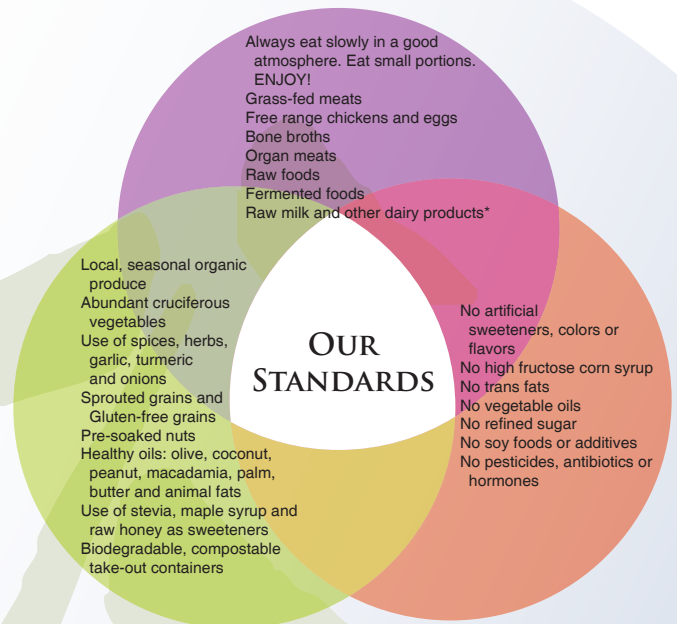 Always eat slowly in a good
atmosphere. Eat small portions.
ENJOY!
Grass-fed meats
Free range chickens and eggs
Bone broths
Organ meats
Raw foods
Fermented foods
Raw milk and other dairy products*
Local, seasonal organic
produce
Abundant cruciferous
vegetables
Use of spices, herbs,
garlic, turmeric
and onions
Sprouted grains and
Gluten-free grains
Pre-soaked nuts
Healthy oils: olive, coconut,
peanut, macadamia, palm,
butter and animal fats
Use of stevia, maple syrup and
raw honey as sweeteners
Biodegradable, compostable
take-out containers
OUR
STANDARDS
No artificial
sweeteners, colors or
flavors
No high fructose corn syrup
No trans fats
No vegetable oils
No refined sugar
No soy foods or additives
No pesticides, antibiotics or
hormones